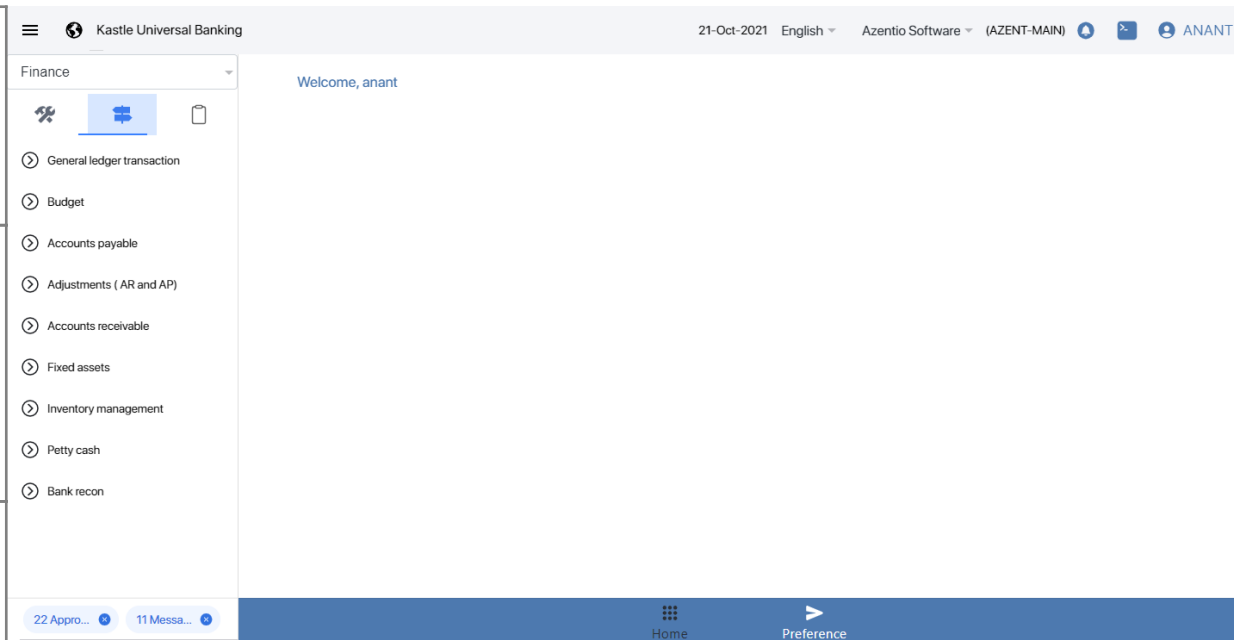 Kastle Universal Banking 21-Oct-2021 English Azentio Software (AZENT-MAIN) ANANT
Finance
Welcome, anant
General ledger transaction
Budget
Accounts payable
Adjustments ( AR and AP)
Accounts receivable
Fixed assets
Inventory management
Petty cash
Bank recon
22 Appro... 11 Messa...
Home Preference